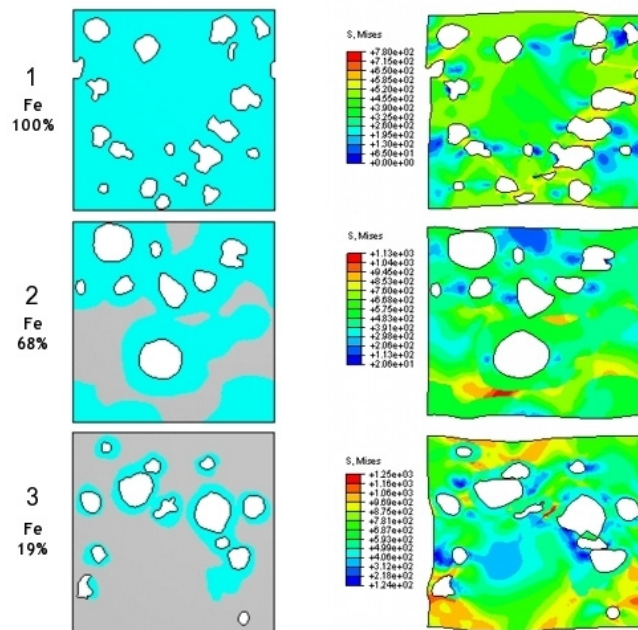 1
Fe
100%
S, Mises
+7.80e+02
+7.15e+02
+6.50e+02
+5.85e+02
+5.20e+02
+4.55e+02
+3.90e+02
+3.25e+02
+2.60e+02
+1.95e+02
+1.30e+02
+6.50e+01
+0.00e+00
2
Fe
68%
S, Mises
+1.13e+03
+1.04e+03
+9.45e+02
+8.53e+02
+7.60e+02
+6.68e+02
+5.75e+02
+4.83e+02
+3.91e+02
+2.98e+02
+2.06e+02
+1.13e+02
+2.06e+01
3
Fe
19%
S, Mises
+1.25e+03
+1.16e+03
+1.06e+03
+9.69e+02
+8.75e+02
+7.81e+02
+6.87e+02
+5.93e+02
+4.99e+02
+4.06e+02
+3.12e+02
+2.18e+02
+1.24e+02